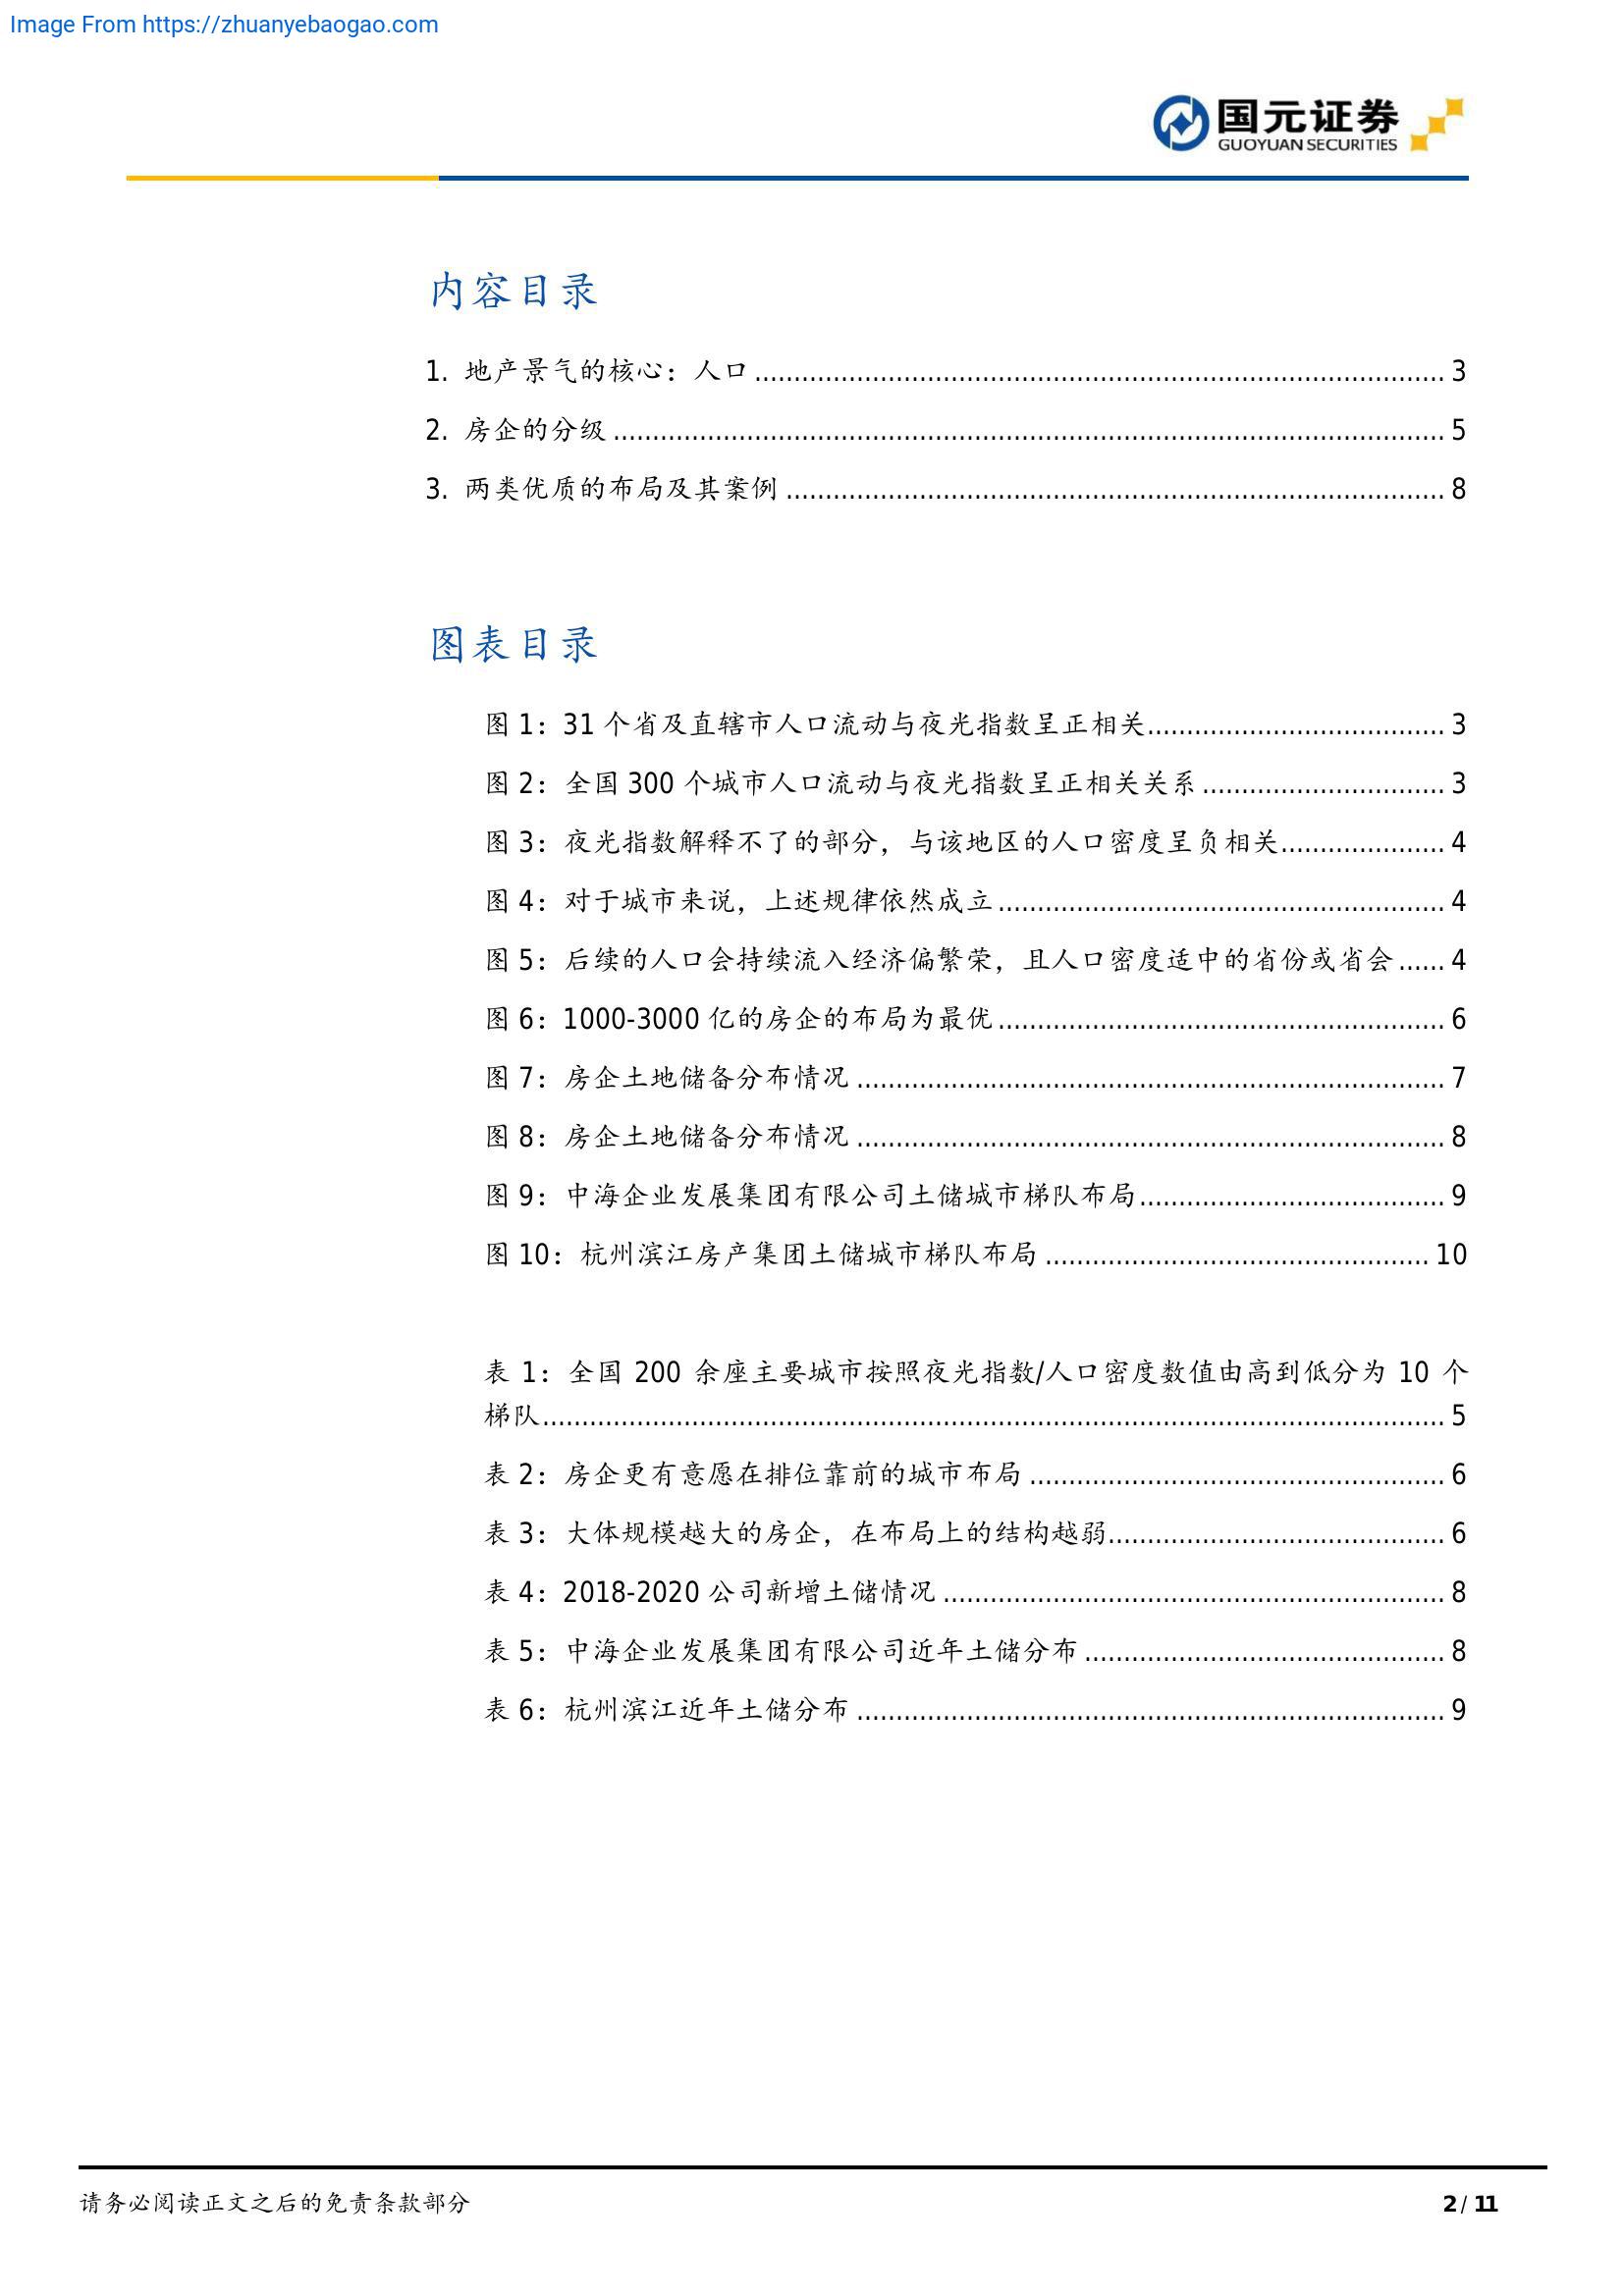 Image From https://zhuanyebaogao.com
国元证券
GUOYUAN SECURITIES
内容目录
1. 地产景气的核心：人口........................................................................................ 3
2. 房企的分级........................................................................................ 5
3. 两类优质的布局及其案例........................................................................................ 8
图表目录
图 1：31 个省及直辖市人口流动与夜光指数呈正相关...................................... 3
图 2：全国 300 个城市人口流动与夜光指数呈正相关关系............................... 3
图 3：夜光指数解释不了的部分，与该地区的人口密度呈负相关..................... 4
图 4：对于城市来说，上述规律依然成立......................................................... 4
图 5：后续的人口会持续流入经济偏繁荣，且人口密度适中的省份或省会...... 4
图 6：1000-3000 亿的房企的布局为最优......................................................... 6
图 7：房企土地储备分布情况........................................................................... 7
图 8：房企土地储备分布情况........................................................................... 8
图 9：中海企业发展集团有限公司土储城市梯队布局....................................... 9
图 10：杭州滨江房产集团土储城市梯队布局................................................. 10
表 1：全国 200 余座主要城市按照夜光指数/人口密度数值由高到低分为 10 个
梯队................................................................................................................... 5
表 2：房企更有意愿在排位靠前的城市布局..................................................... 6
表 3：大体规模越大的房企，在布局上的结构越弱........................................... 6
表 4：2018-2020 公司新增土储情况................................................................ 8
表 5：中海企业发展集团有限公司近年土储分布.............................................. 8
表 6：杭州滨江近年土储分布........................................................................... 9
请务必阅读正文之后的免责条款部分
2 / 11